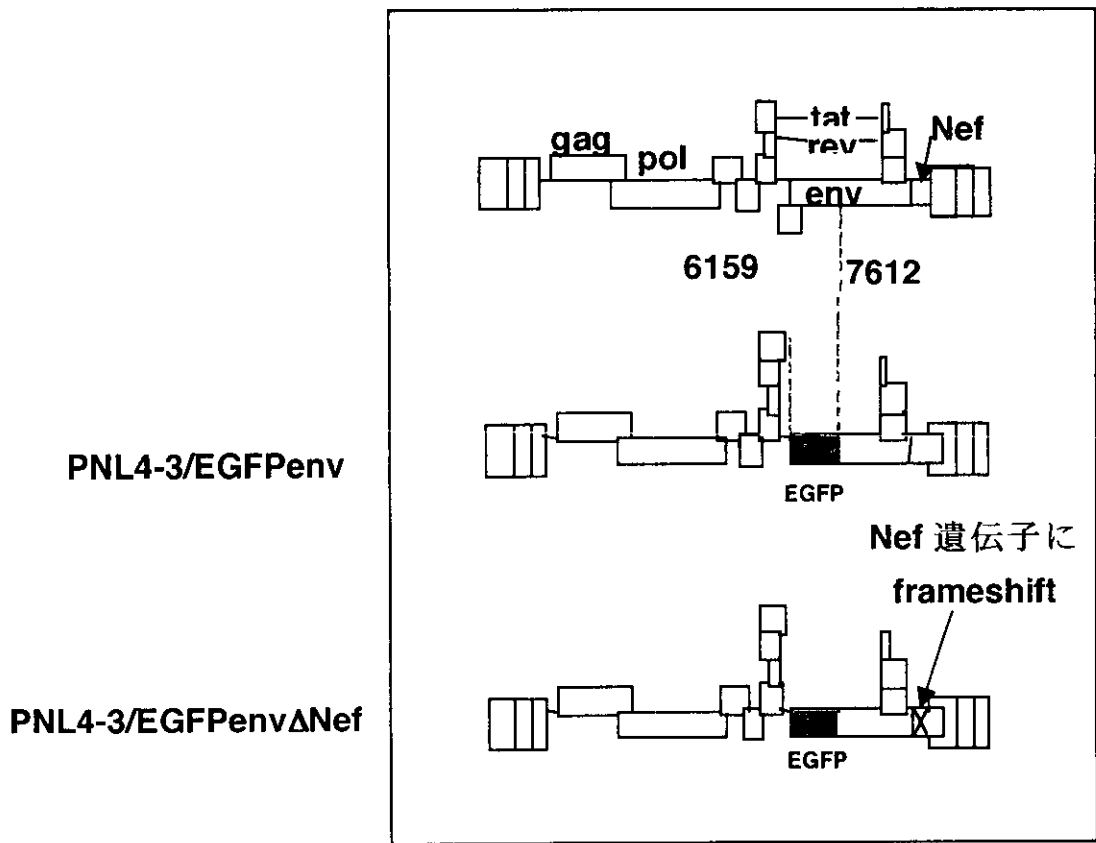 gag
pol
tat
rev
env
Nef
6159
7612
PNL4-3/EGFPenv
EGFP
Nef 遺伝子に
frameshift
PNL4-3/EGFPenvΔNef
EGFP